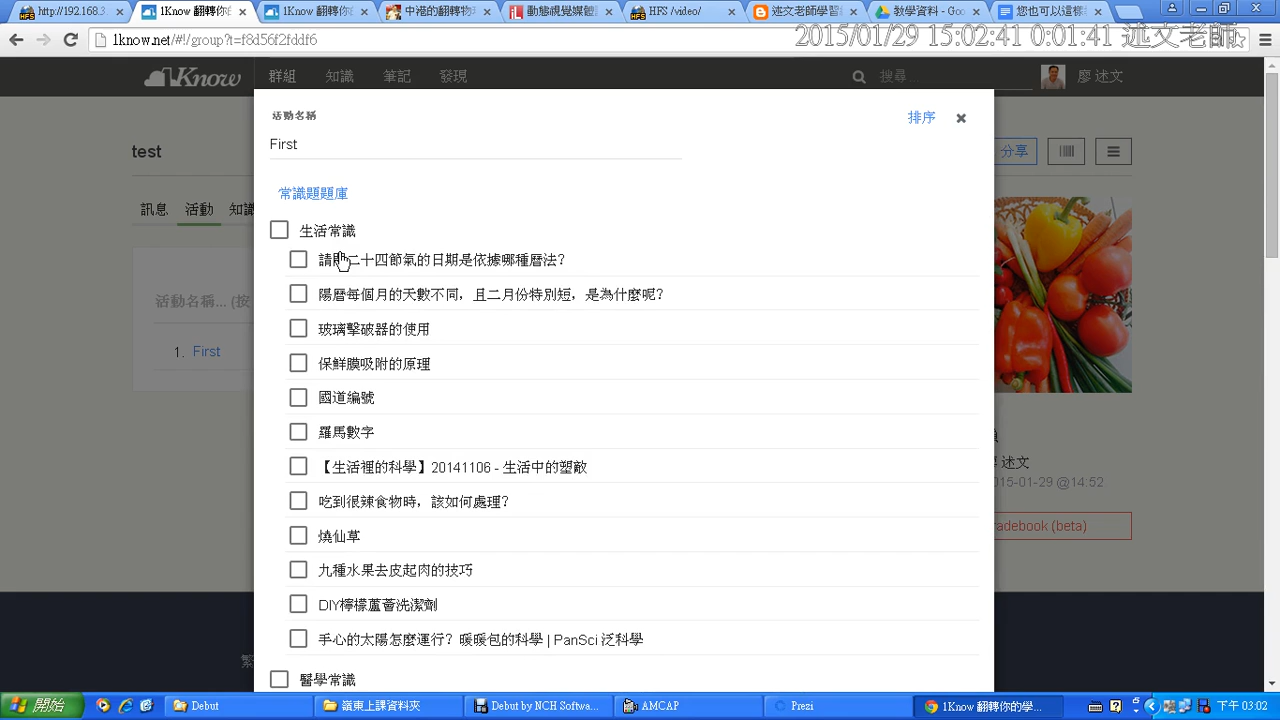 http://192.168.3
1Know 翻轉你的
1Know 翻轉你
中港的翻轉物
動態視覺媒體
HFS /video/
述文老師學習
教學資料 - Goo
您也可以這樣
1know.net/#!/group?t=f8d56f2fdaf6
2015/01/29 15:02:41 0:01:41 述文老師
1Know
群組
知識
筆記
發現
搜尋...
廖 述文
活動名稱
排序
First
test
分享
常識題題庫
訊息
活動
知識
生活常識
二十四節氣的日期是依據哪種曆法?
陽曆每個月的天數不同，且二月份特別短，是為什麼呢?
活動名稱... (按
玻璃擊破器的使用
1. First
保鮮膜吸附的原理
國道編號
羅馬數字
述文
【生活裡的科學】20141106 - 生活中的塑
2015-01-29 @14:52
吃到很辣食物時，該如何處理?
radebook (beta)
燒仙草
九種水果去皮起肉的技巧
DIY檸檬蘆薈洗潔劑
手心的太陽怎麼運行? 暖暖包的科學 | PanSci 泛科學
繁
醫學常識
開始
Debut
嶺東上課資料夾
Debut by NCH Softwa...
AMCAP
Prezi
1Know 翻轉你的學...
下午 03:02